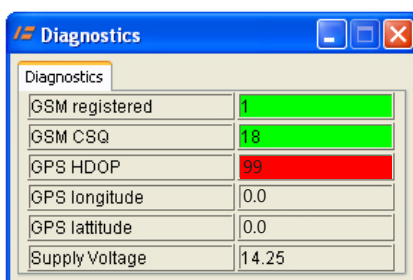 Diagnostics
Diagnostics
GSM registered 1
GSM CSQ 18
GPS HDOP 99
GPS longitude 0.0
GPS lattitude 0.0
Supply Voltage 14.25